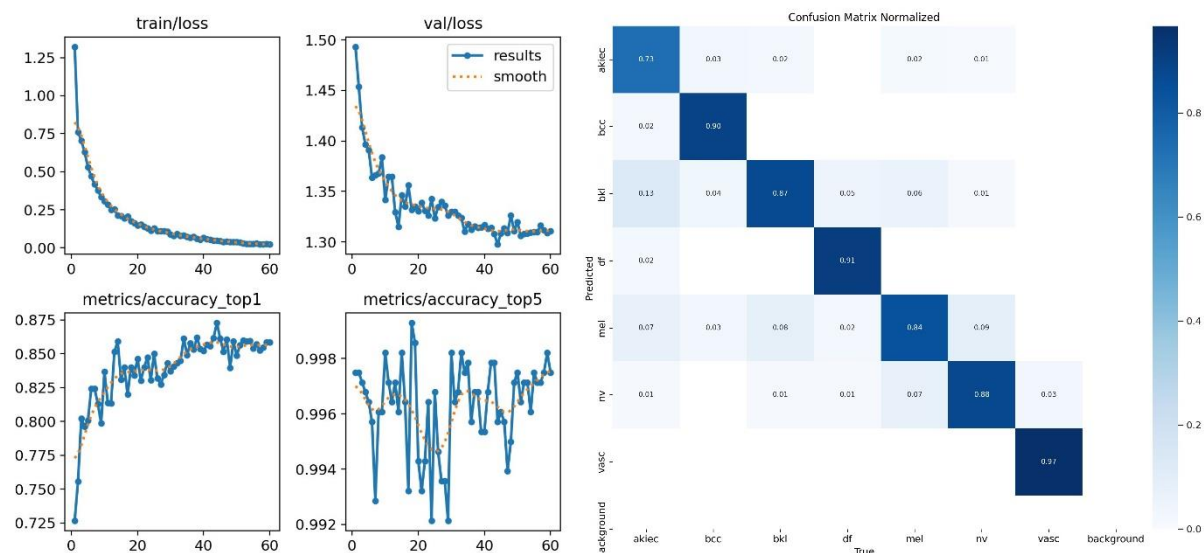 train/loss
1.25
1.00
0.75
0.50
0.25
0.00
0 20 40 60
val/loss
results
smooth
1.50
1.45
1.40
1.35
1.30
0 20 40 60
metrics/accuracy_top1
0.875
0.850
0.825
0.800
0.775
0.750
0.725
0 20 40 60
metrics/accuracy_top5
0.998
0.996
0.994
0.992
0 20 40 60
Confusion Matrix Normalized
Predicted
akiec 0.73 0.03 0.02 0.02 0.01
bcc 0.02 0.90
bkl 0.13 0.04 0.87 0.05 0.06 0.01
df 0.02 0.91
mel 0.07 0.03 0.08 0.02 0.84 0.09
nv 0.01 0.01 0.01 0.07 0.88 0.03
vasc 0.97
ackground
akiec bcc bkl df mel nv vasc background
True
0.8
0.6
0.4
0.2
0.0